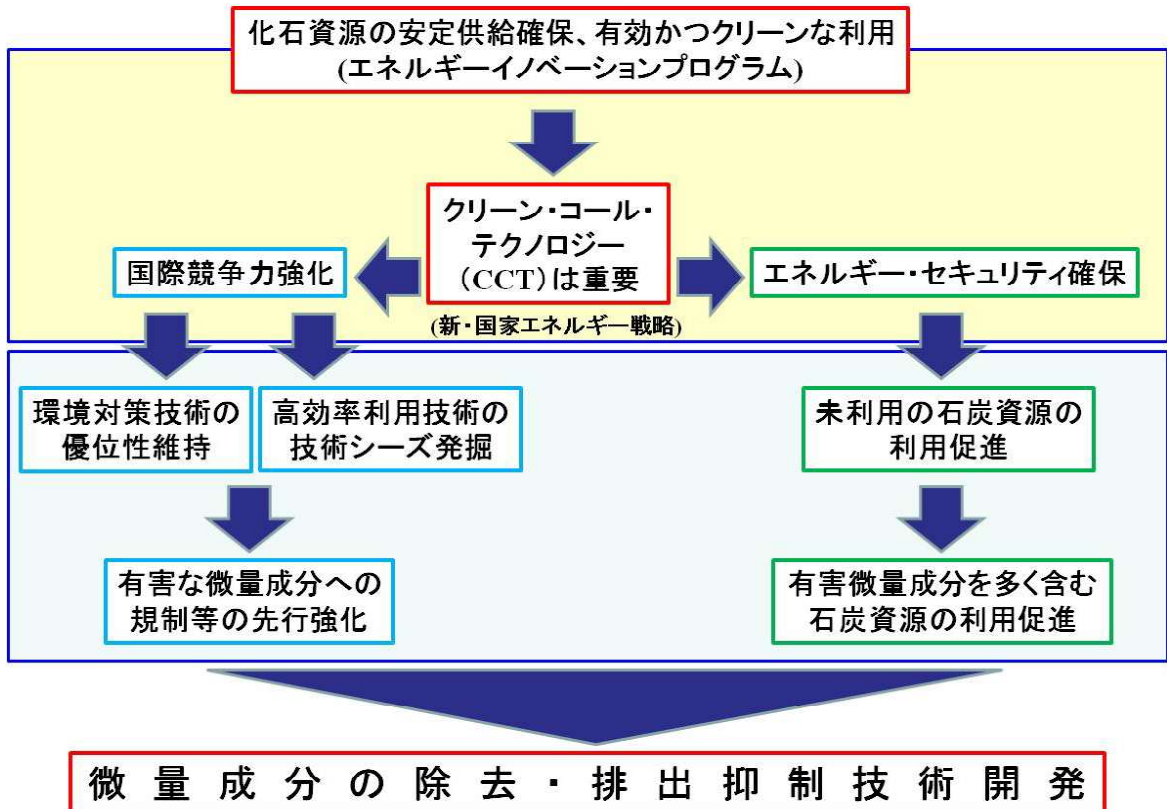 化石資源の安定供給確保、有効かつクリーンな利用
(エネルギーイノベーションプログラム)
クリーン・コール・
テクノロジー
(CCT)は重要
(新・国家エネルギー戦略)
国際競争力強化
エネルギー・セキュリティ確保
環境対策技術の
優位性維持
高効率利用技術の
技術シーズ発掘
未利用の石炭資源の
利用促進
有害な微量成分への
規制等の先行強化
有害微量成分を多く含む
石炭資源の利用促進
微量成分の除去・排出抑制技術開発